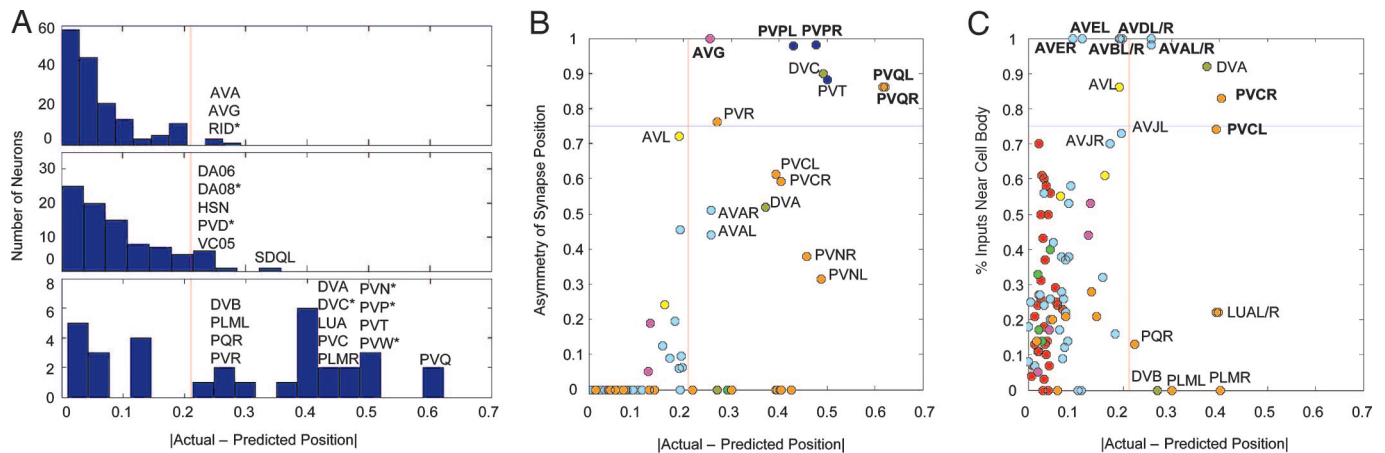 A
Number of Neurons
60
40
20
0
AVA
AVG
RID*
30
20
10
0
DA06
DA08*
HSN
PVD*
VC05
SDQL
8
6
4
2
0
DVB
PLML
PQR
PVR
DVA
DVC*
LUA
PVC
PLMR
PVN*
PVP*
PVT
PVW*
PVQ
0 0.1 0.2 0.3 0.4 0.5 0.6 0.7
|Actual – Predicted Position|
B
Asymmetry of Synapse Position
1
0.9
0.8
0.7
0.6
0.5
0.4
0.3
0.2
0.1
0
AVG
PVPL PVPR
DVC
PVT
PVQL
PVQR
PVR
AVL
PVCL
PVCR
DVA
AVAR
AVAL
PVNR
PVNL
0 0.1 0.2 0.3 0.4 0.5 0.6 0.7
|Actual – Predicted Position|
C
% Inputs Near Cell Body
1
0.9
0.8
0.7
0.6
0.5
0.4
0.3
0.2
0.1
0
AVEL AVDL/R
AVER AVBL/R AVAL/R
DVA
AVL
PVCR
PVCL
AVJL
AVJR
LUAL/R
PQR
DVB PLML PLMR
0 0.1 0.2 0.3 0.4 0.5 0.6 0.7
|Actual – Predicted Position|